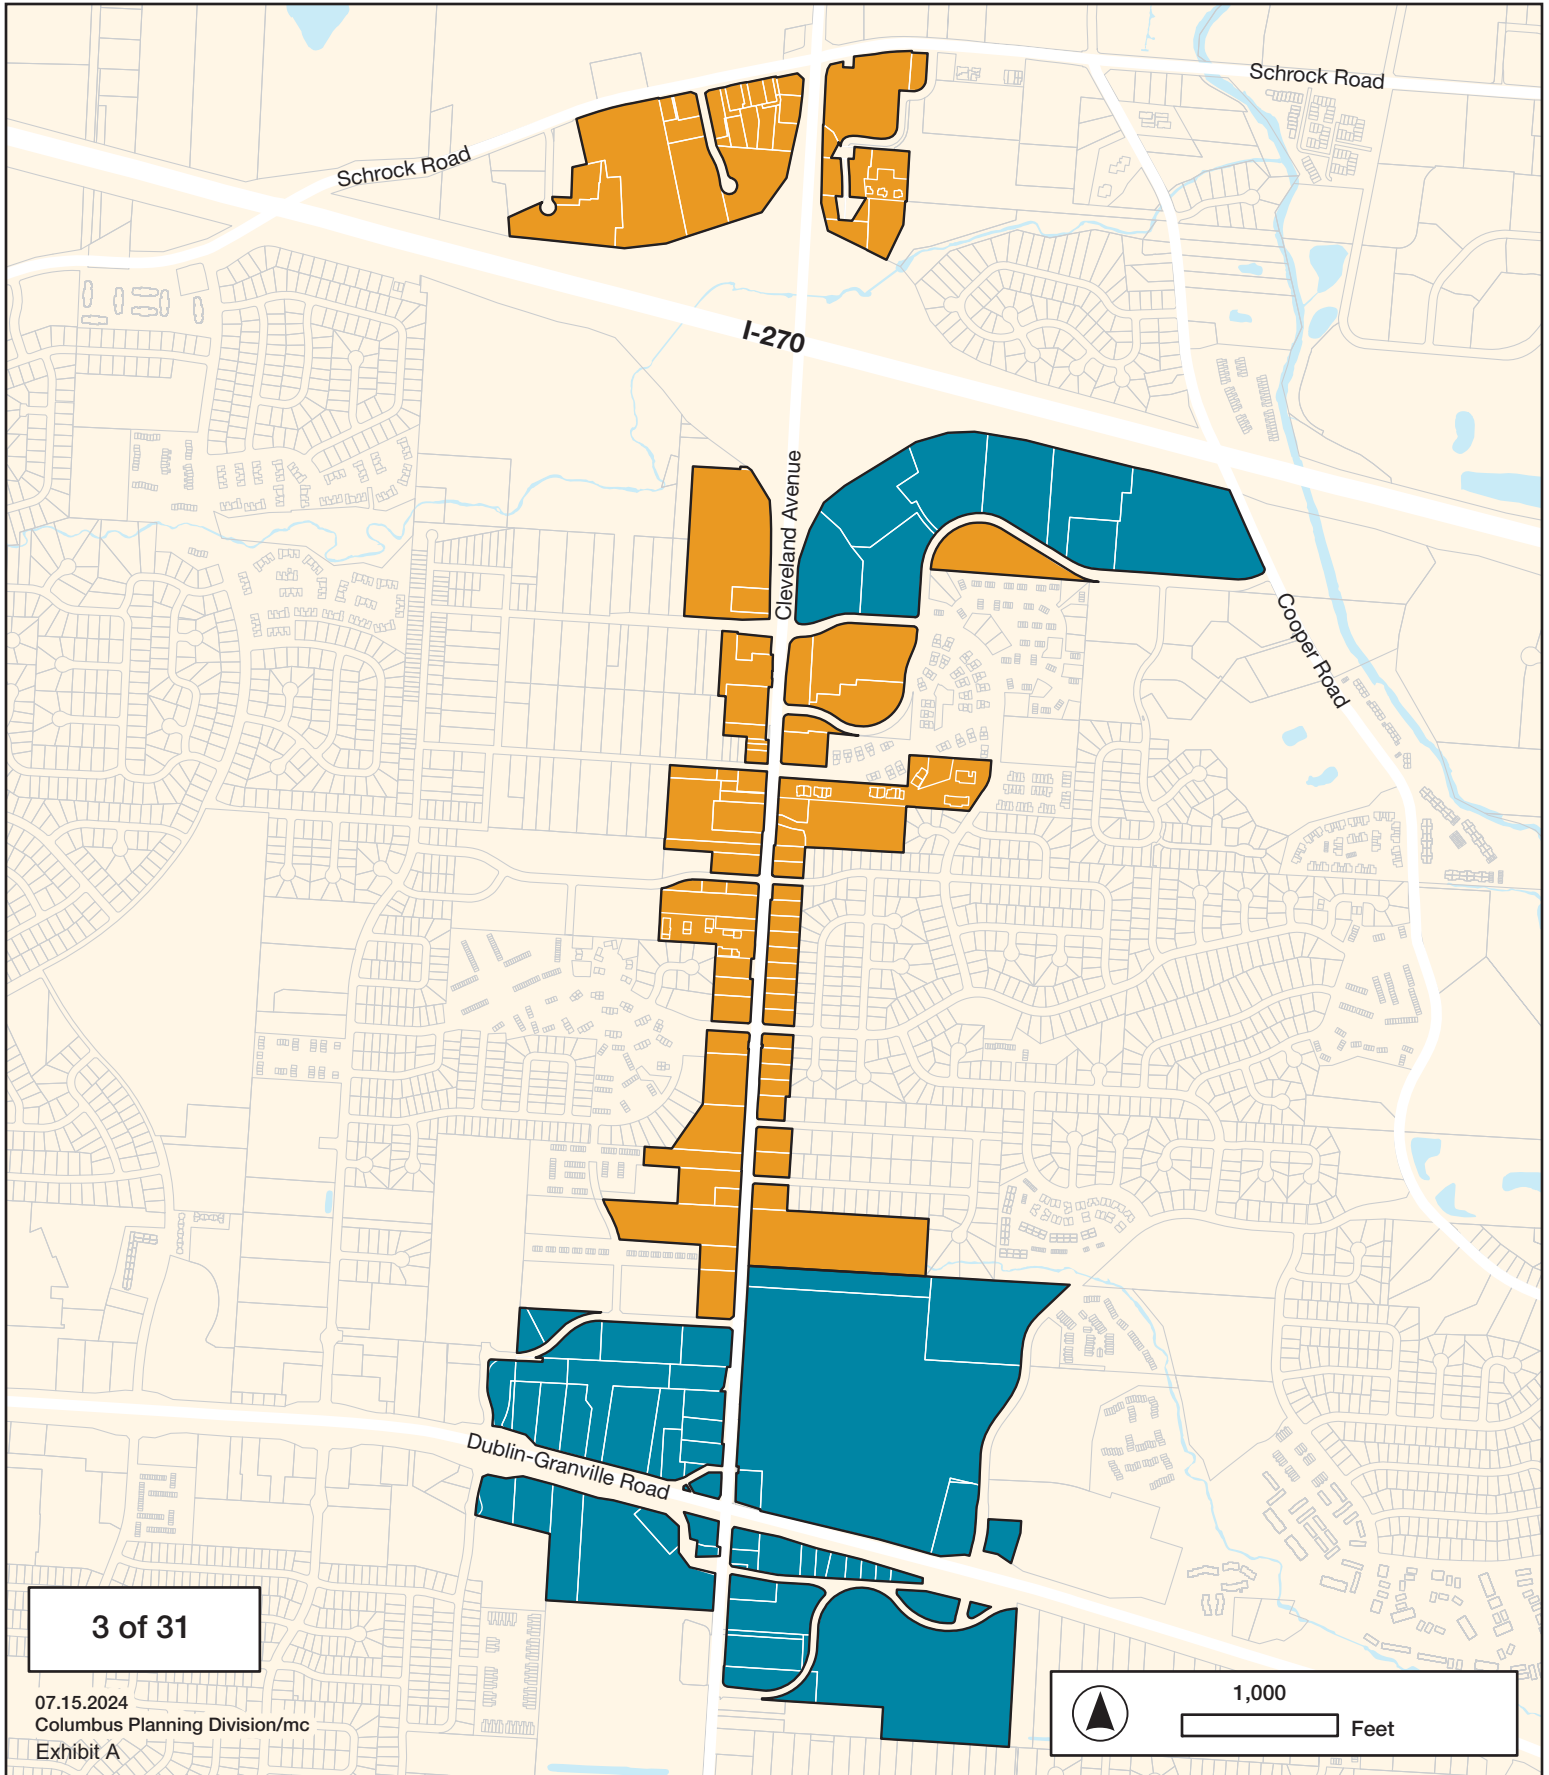 Schrock Road
Schrock Road
I-270
Cleveland Avenue
Cooper Road
Dublin-Granville Road
3 of 31
07.15.2024
Columbus Planning Division/mc
Exhibit A
1,000
Feet